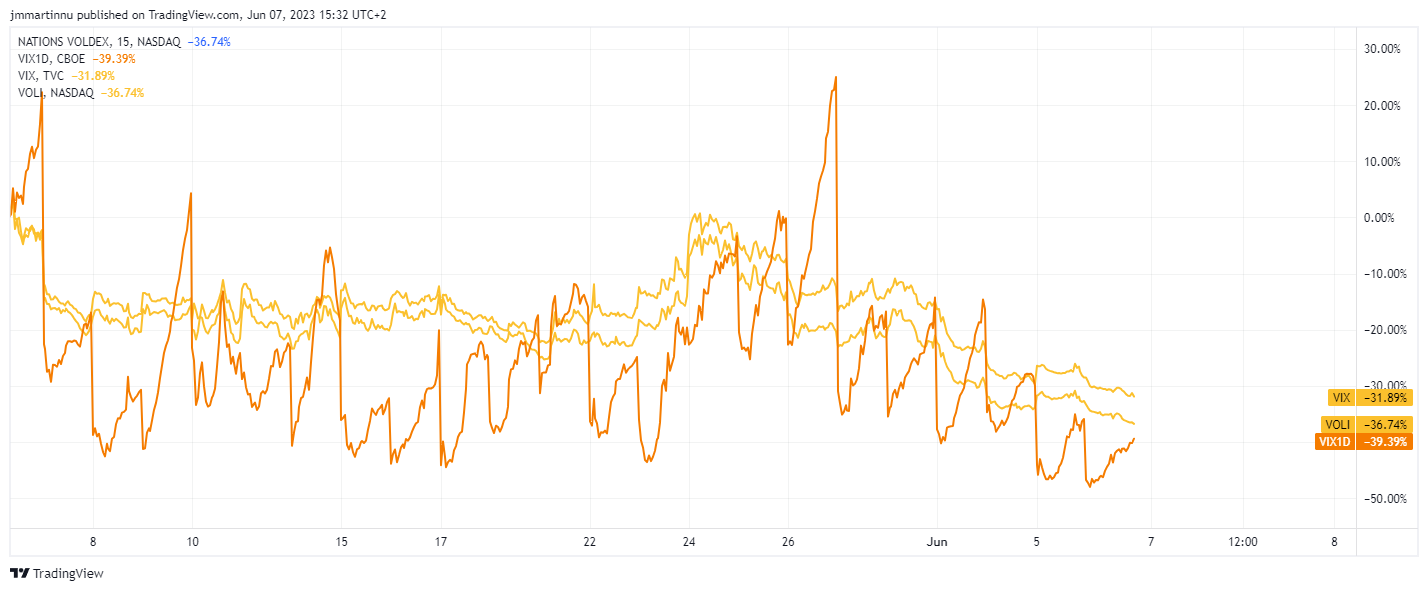 jmmartinnu published on TradingView.com, Jun 07, 2023 15:32 UTC+2
NATIONS VOLDEX, 15, NASDAQ −36.74%
VIX1D, CBOE −39.39%
VIX, TVC −31.89%
VOLI, NASDAQ −36.74%
30.00%
20.00%
10.00%
0.00%
−10.00%
−20.00%
−30.00%
VIX −31.89%
VOLI −36.74%
VIX1D −39.39%
−50.00%
8 10 15 17 22 24 26 Jun 5 7 12:00 8
TradingView